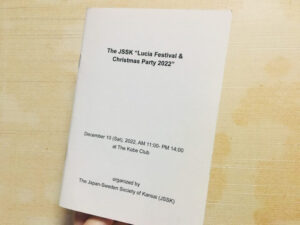 The JSSK "Lucia Festival &
Christmas Party 2022"
December 10 (Sat), 2022, AM 11:00- PM 14:00
at The Kobe Club
organized by
The Japan-Sweden Society of Kansai (JSSK)